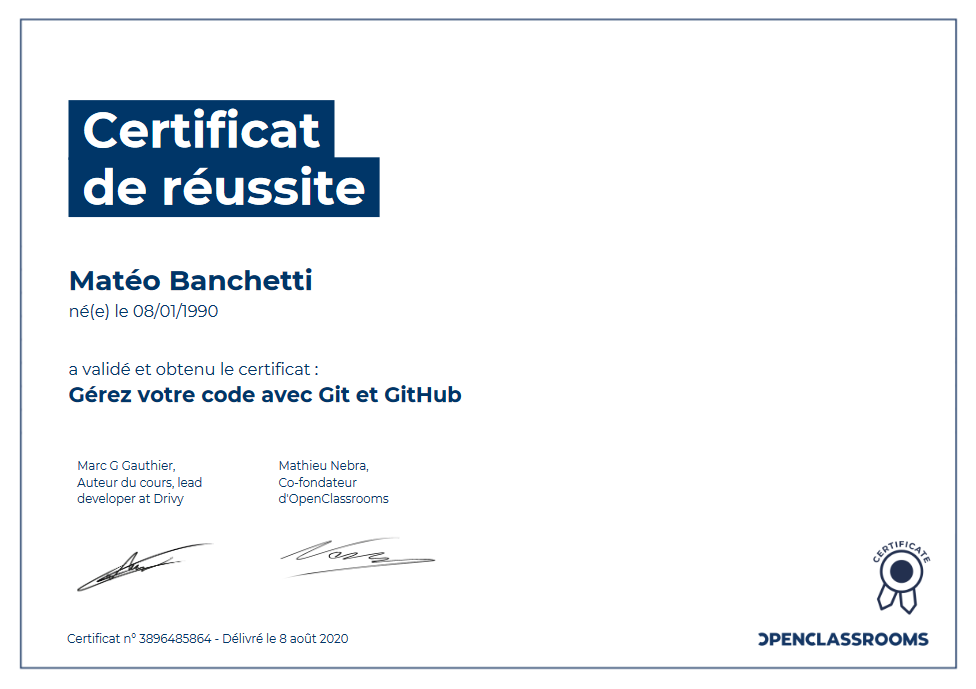 Certificat
de réussite
Matéo Banchetti
né(e) le 08/01/1990
a validé et obtenu le certificat :
Gérez votre code avec Git et GitHub
Marc G Gauthier,
Auteur du cours, lead
developer at Drivy
Mathieu Nebra,
Co-fondateur
d'OpenClassrooms
CERTIFICATE
Certificat n° 3896485864 - Délivré le 8 août 2020
OPENCLASSROOMS